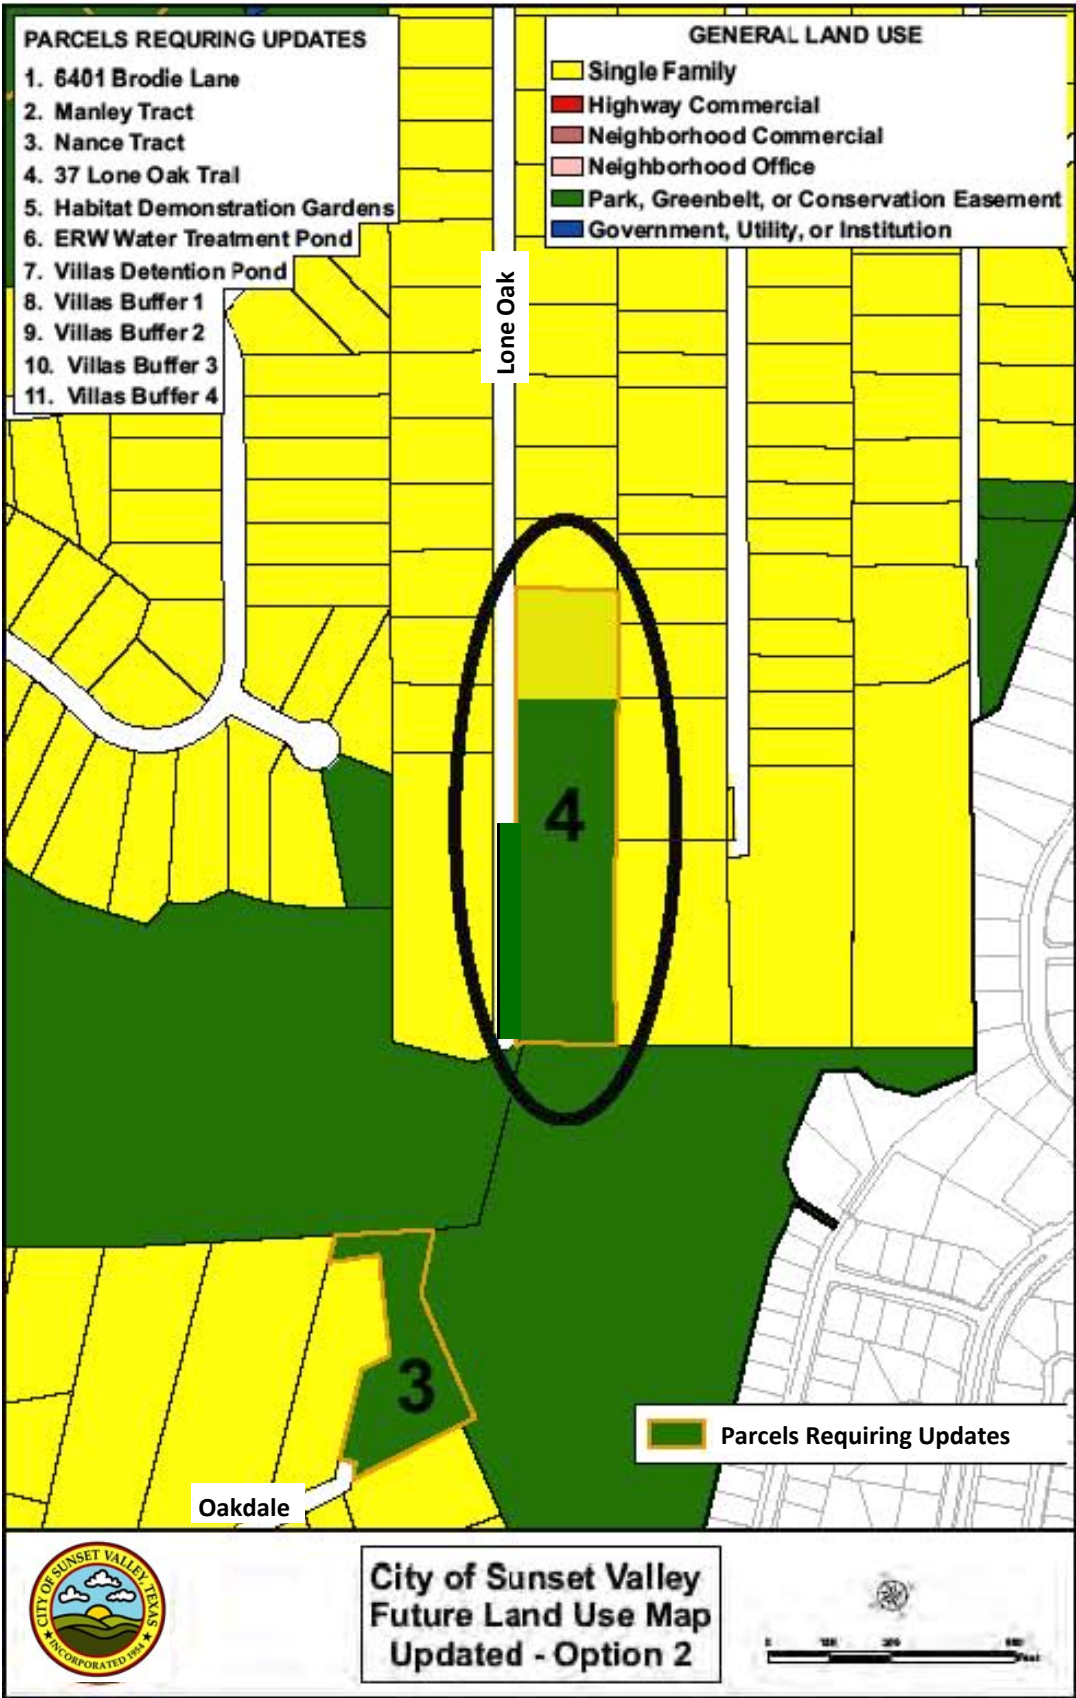 PARCELS REQURING UPDATES
1. 6401 Brodie Lane
2. Manley Tract
3. Nance Tract
4. 37 Lone Oak Trail
5. Habitat Demonstration Gardens
6. ERW Water Treatment Pond
7. Villas Detention Pond
8. Villas Buffer 1
9. Villas Buffer 2
10. Villas Buffer 3
11. Villas Buffer 4
GENERAL LAND USE
Single Family
Highway Commercial
Neighborhood Commercial
Neighborhood Office
Park, Greenbelt, or Conservation Easement
Government, Utility, or Institution
Lone Oak
4
3
Parcels Requiring Updates
Oakdale
CITY OF SUNSET VALLEY, TEXAS
★ INCORPORATED 1954 ★
City of Sunset Valley
Future Land Use Map
Updated - Option 2